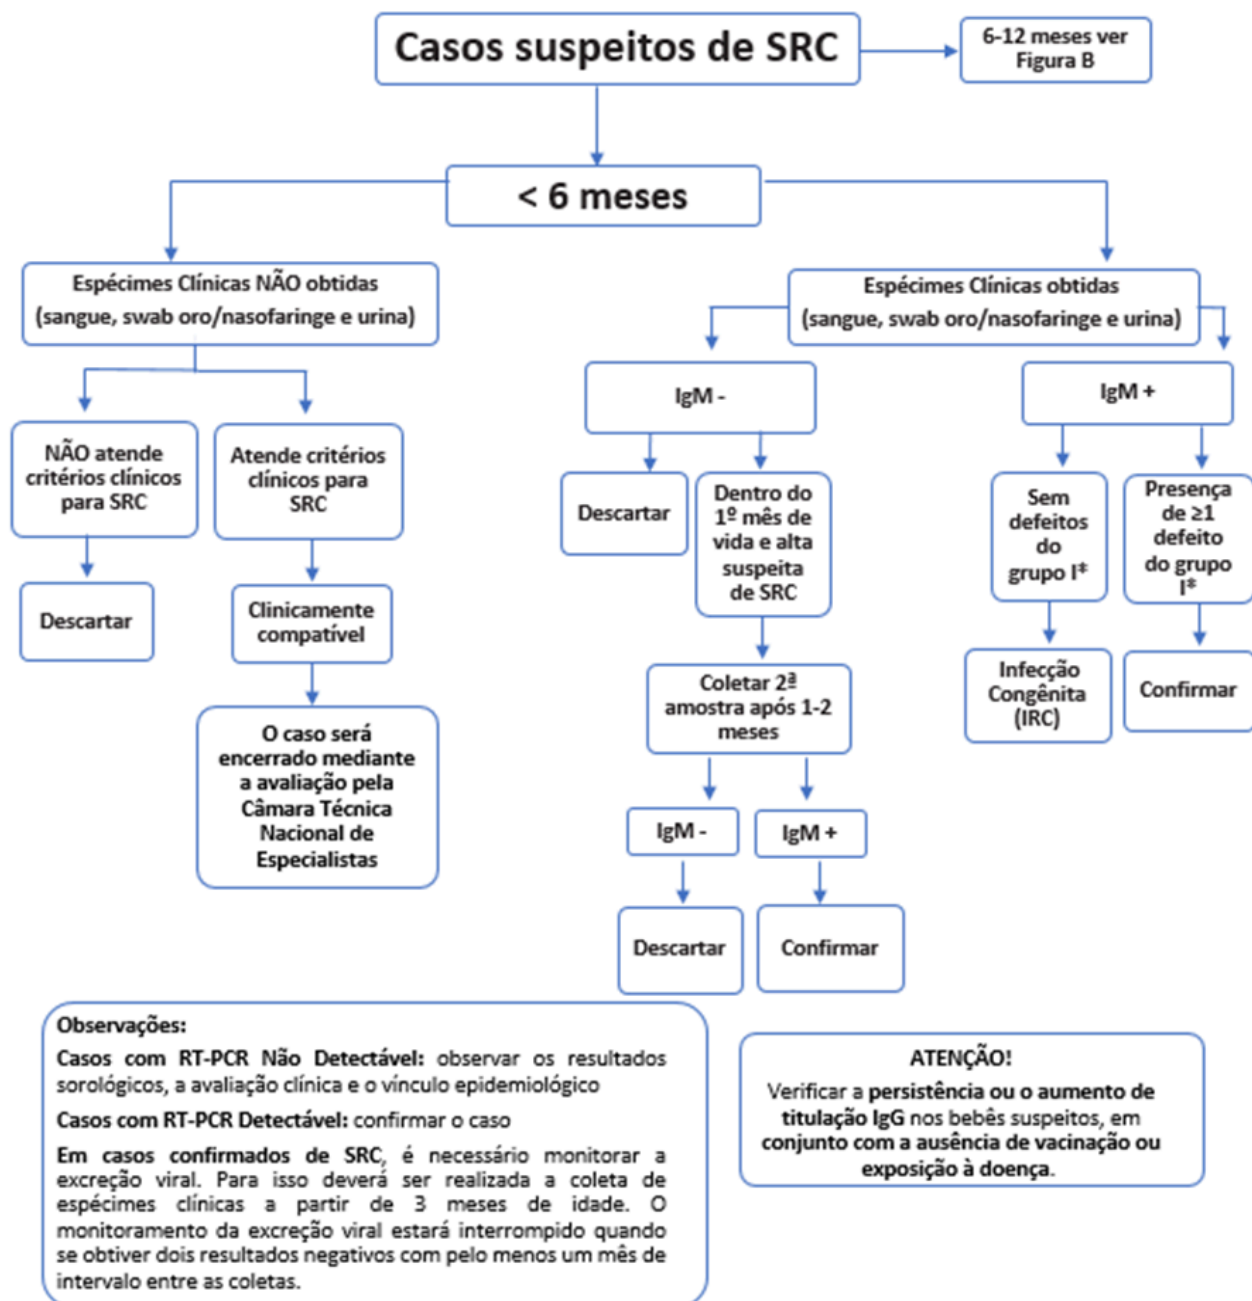 Casos suspeitos de SRC
6-12 meses ver
Figura B
< 6 meses
Espécimes Clínicas NÃO obtidas
(sangue, swab oro/nasofaringe e urina)
Espécimes Clínicas obtidas
(sangue, swab oro/nasofaringe e urina)
NÃO atende
critérios clínicos
para SRC
Atende critérios
clínicos para
SRC
Descartar
Clinicamente
compatível
O caso será
encerrado mediante
a avaliação pela
Câmara Técnica
Nacional de
Especialistas
IgM -
IgM +
Descartar
Dentro do
1º mês de
vida e alta
suspeita
de SRC
Sem
defeitos
do
grupo I*
Presença
de ≥1
defeito
do grupo
I*
Coletar 2ª
amostra após 1-2
meses
Infecção
Congênita
(IRC)
Confirmar
IgM -
IgM +
Descartar
Confirmar
Observações:
Casos com RT-PCR Não Detectável: observar os resultados
sorológicos, a avaliação clínica e o vínculo epidemiológico
Casos com RT-PCR Detectável: confirmar o caso
Em casos confirmados de SRC, é necessário monitorar a
excreção viral. Para isso deverá ser realizada a coleta de
espécimes clínicas a partir de 3 meses de idade. O
monitoramento da excreção viral estará interrompido quando
se obtiver dois resultados negativos com pelo menos um mês de
intervalo entre as coletas.
ATENÇÃO!
Verificar a persistência ou o aumento de
titulação IgG nos bebês suspeitos, em
conjunto com a ausência de vacinação ou
exposição à doença.